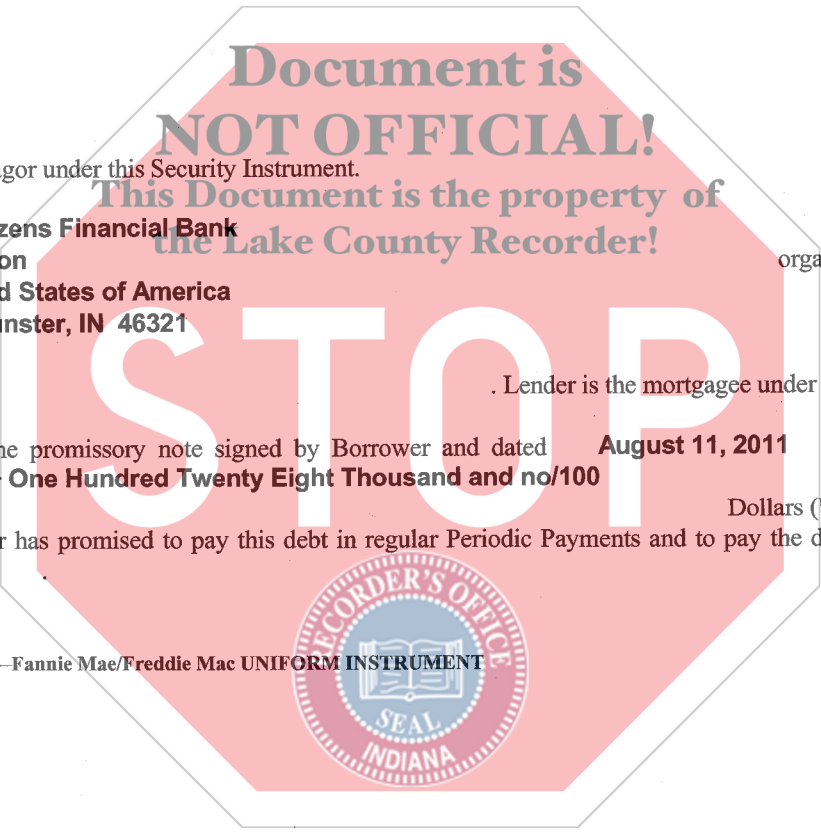 Document is
NOT OFFICIAL!
gor under this Security Instrument.
This Document is the property of
zens Financial Bank
the Lake County Recorder!
on orga
d States of America
nster, IN 46321
STOP
. Lender is the mortgagee under
e promissory note signed by Borrower and dated August 11, 2011
One Hundred Twenty Eight Thousand and no/100
Dollars (
r has promised to pay this debt in regular Periodic Payments and to pay the d
.
RECORDER'S OFFICE
—Fannie Mae/Freddie Mac UNIFORM INSTRUMENT
SEAL
INDIANA